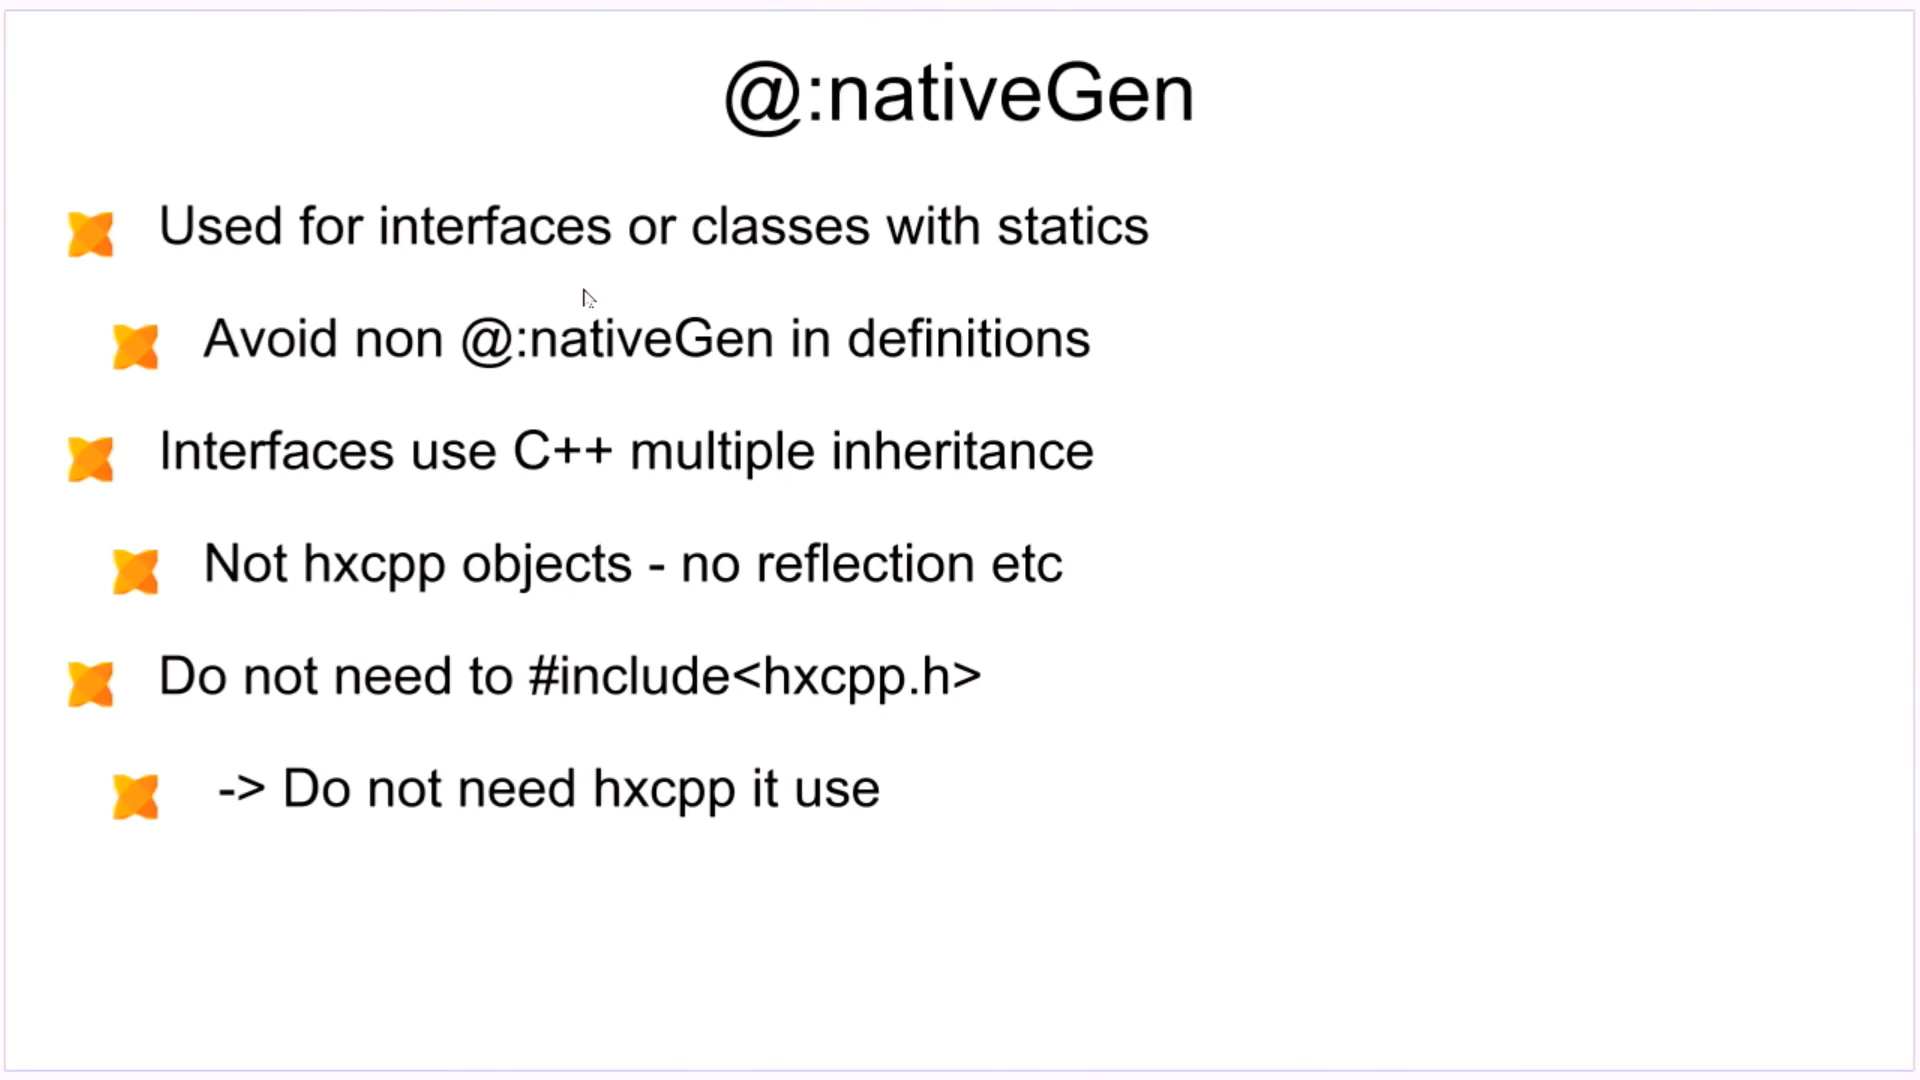 @:nativeGen
Used for interfaces or classes with statics
Avoid non @:nativeGen in definitions
Interfaces use C++ multiple inheritance
Not hxcpp objects - no reflection etc
Do not need to #include<hxcpp.h>
-> Do not need hxcpp it use